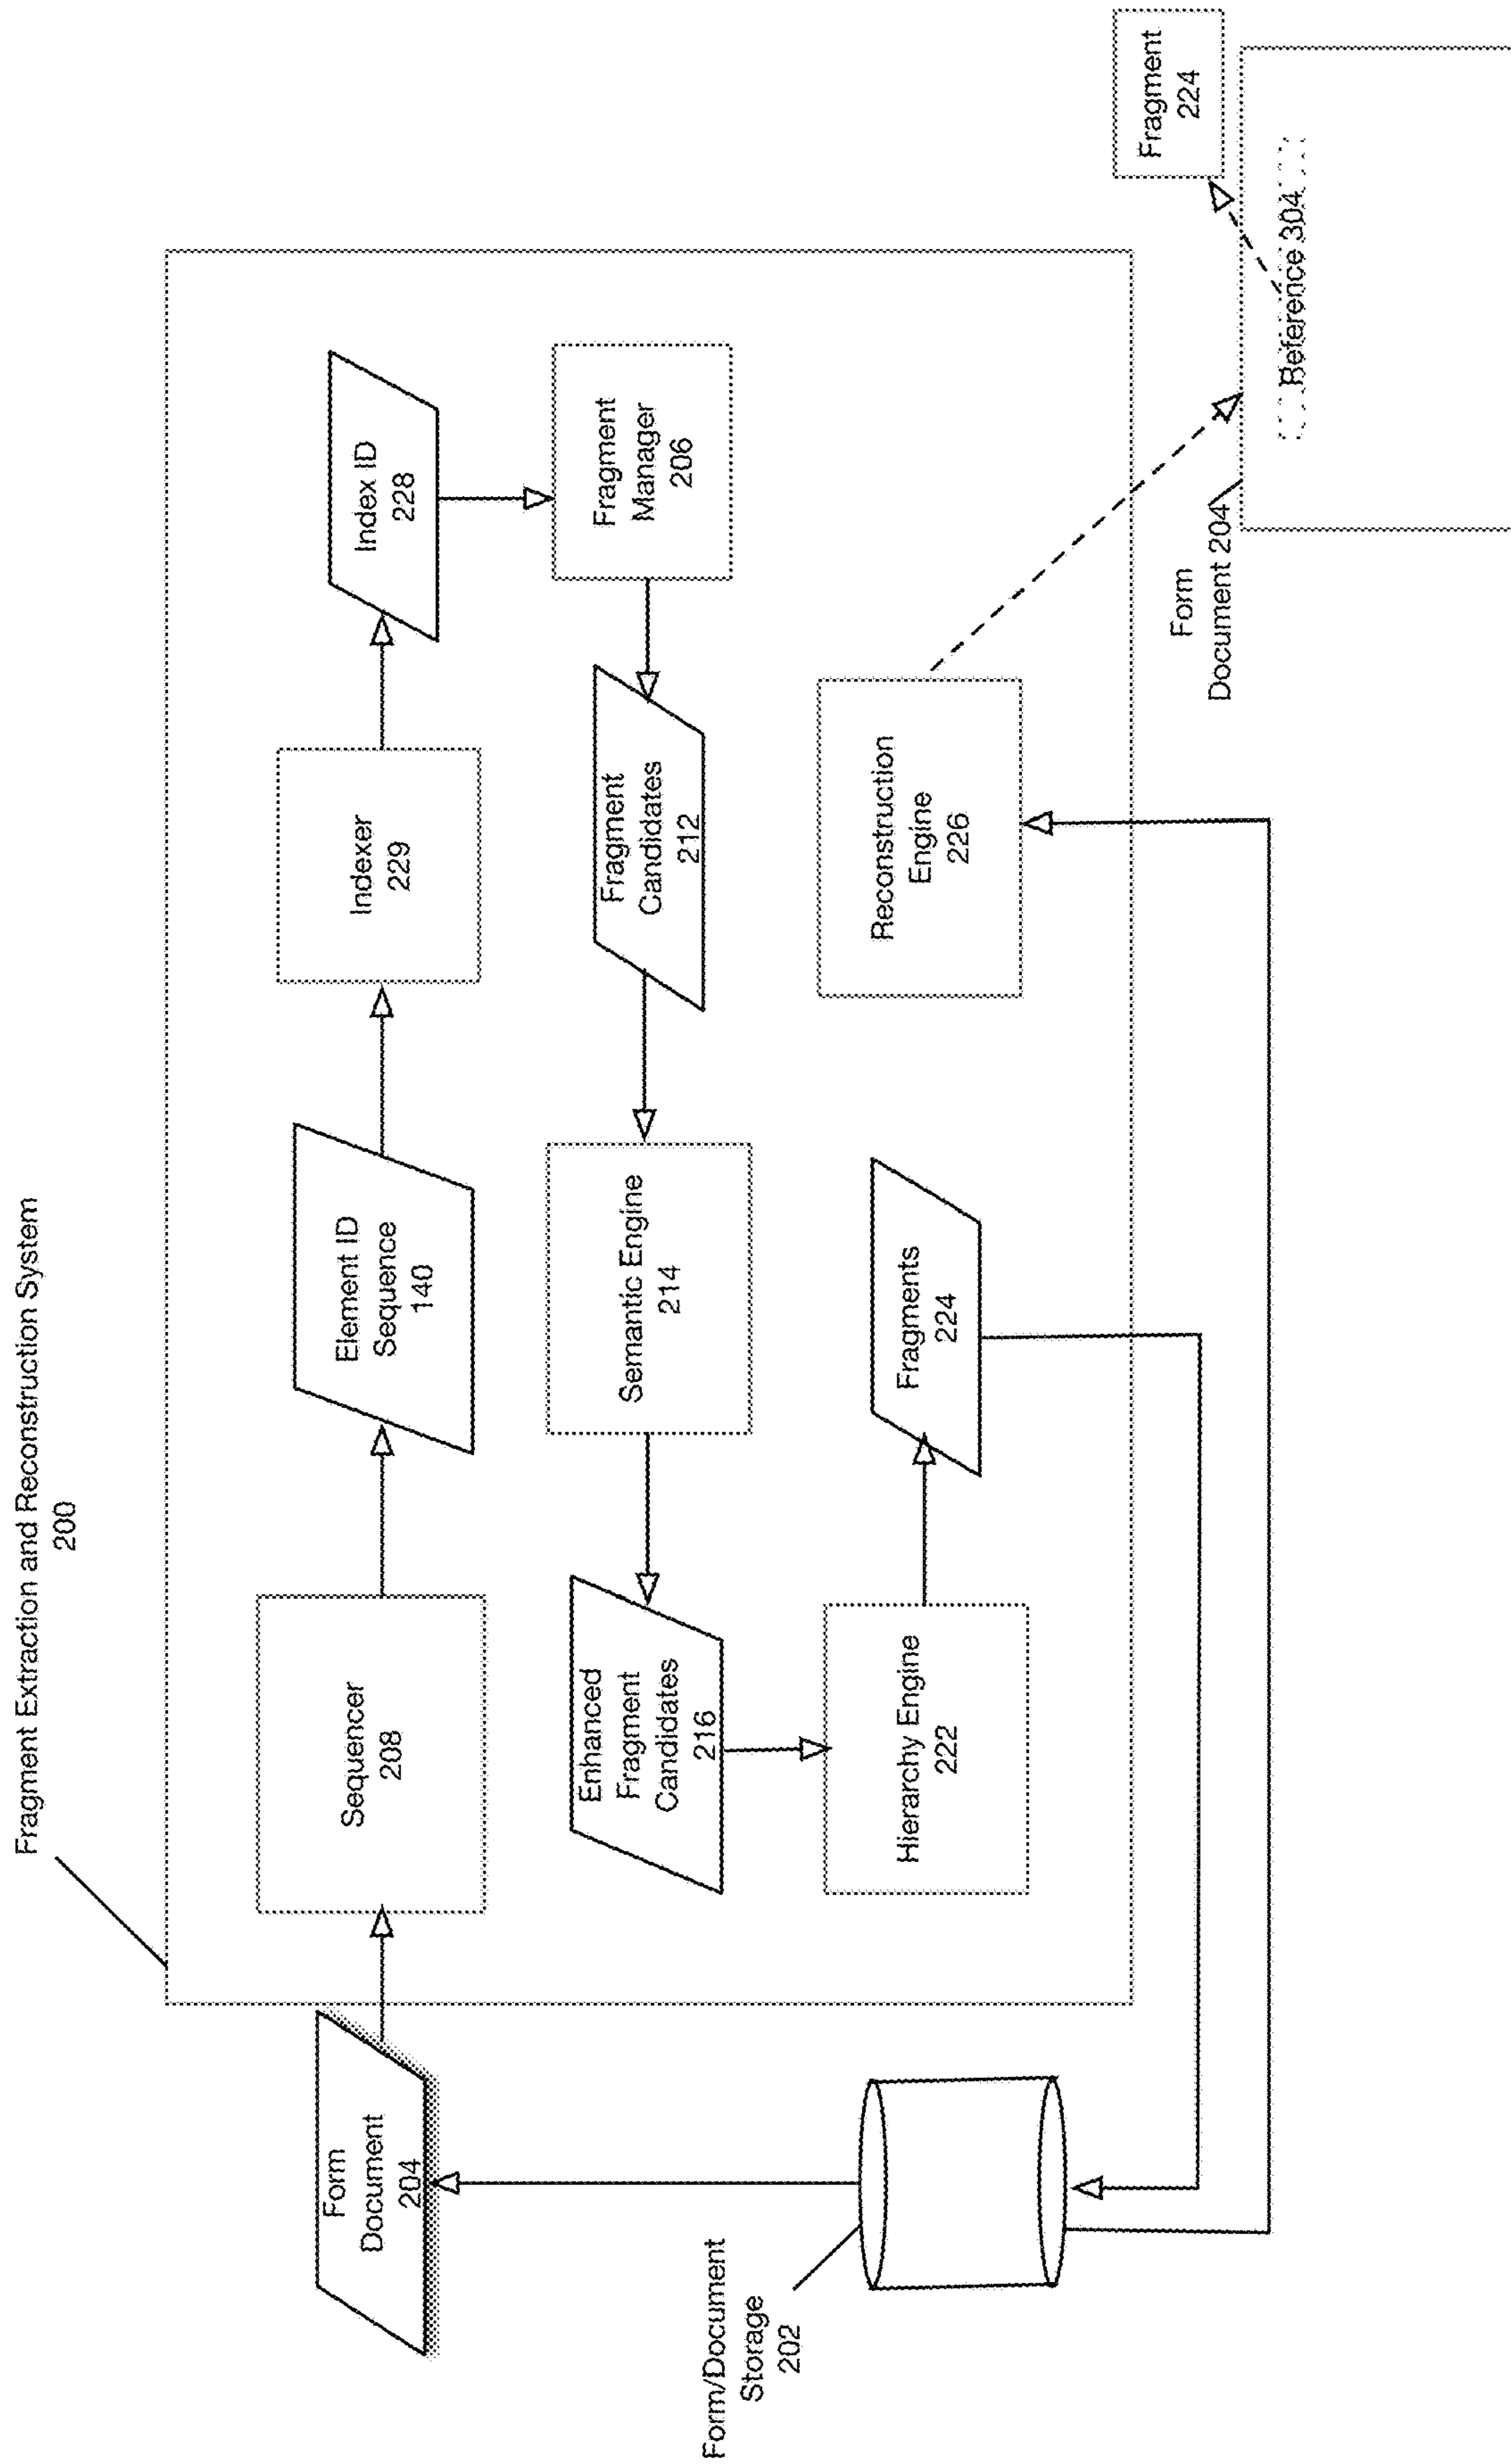 Fragment Extraction and Reconstruction System
200
Form
Document
204
Sequencer
208
Element ID
Sequence
140
Indexer
229
Index ID
228
Enhanced
Fragment
Candidates
216
Semantic Engine
214
Fragment
Candidates
212
Fragment
Manager
206
Form/Document
Storage
202
Hierarchy Engine
222
Fragments
224
Reconstruction
Engine
226
Form
Document 204
Fragment
224
Reference 304